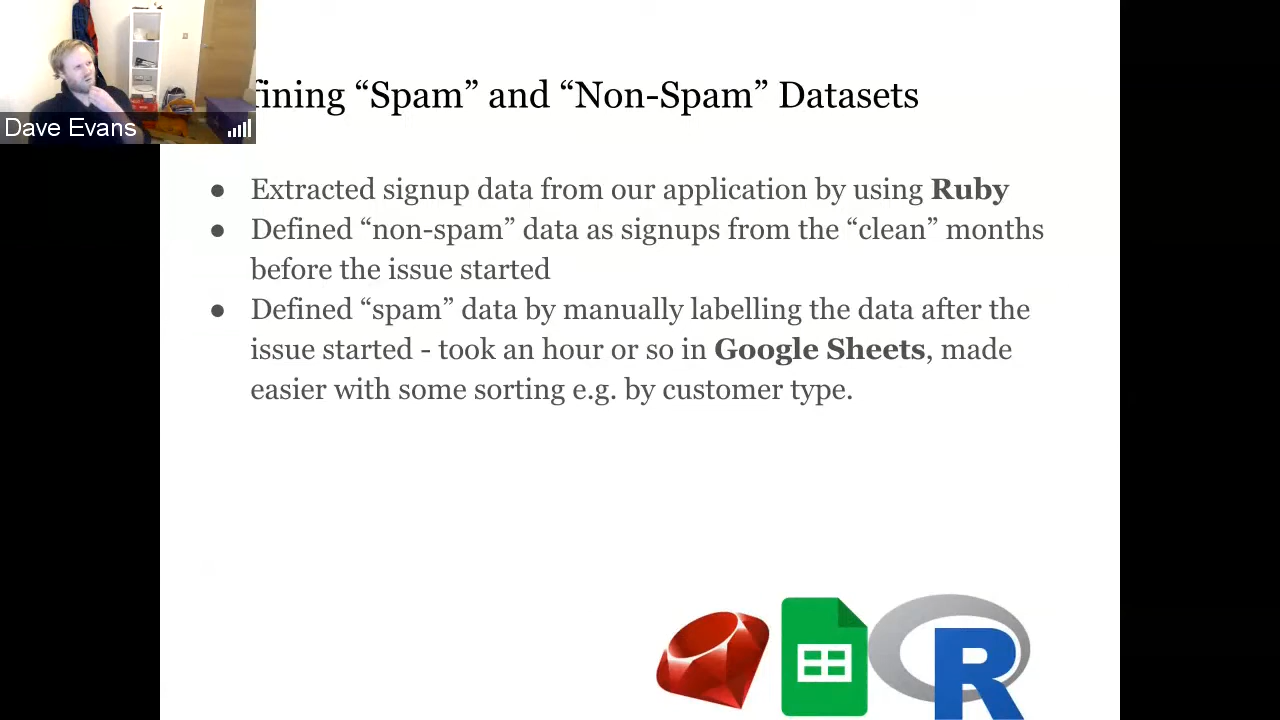 fining “Spam” and “Non-Spam” Datasets
Dave Evans
● Extracted signup data from our application by using Ruby
● Defined “non-spam” data as signups from the “clean” months
before the issue started
● Defined “spam” data by manually labelling the data after the
issue started - took an hour or so in Google Sheets, made
easier with some sorting e.g. by customer type.
R